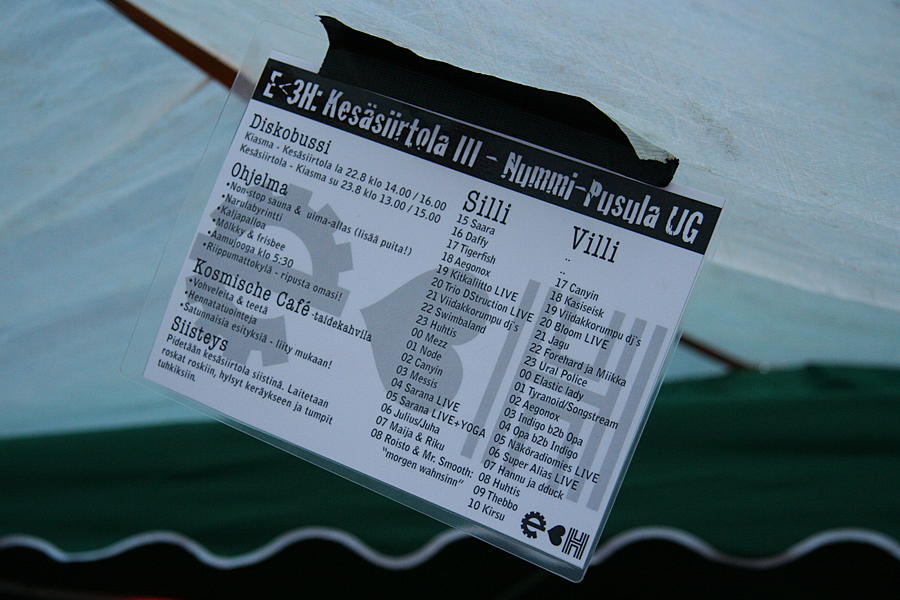 E<3H: Kesäsiirtola III - Nummi-Pusula UG
Diskobussi
Kiasma - Kesäsiirtola la 22.8 klo 14.00 / 16.00
Kesäsiirtola - Kiasma su 23.8 klo 13.00 / 15.00
Ohjelma
•Non-stop sauna & uima-allas (lisää puita!)
•Narulabyrintti
•Kaljapalloa
•Mölkky & frisbee
•Aamujooga klo 5:30
•Riippumattokylä - ripusta omasi!
Kosmische Café -taidekahvila
•Vohveleita & teetä
•Hennatatuointeja
•Satunnaisia esityksiä - liity mukaan!
Siisteys
Pidetään kesäsiirtola siistinä. Laitetaan
roskat roskiin, hylsyt keräykseen ja tumpit
tuhkiksiin.
Silli
15 Saara
16 Daffy
17 Tigerfish
18 Aegonox
19 Kitkaliitto LIVE
20 Trio DStruction LIVE
21 Viidakkorumpu dj's
22 Swimbaland
23 Huhtis
00 Mezz
01 Node
02 Canyin
03 Messis
04 Sarana LIVE
05 Sarana LIVE+YOGA
06 Julius/Juha
07 Maija & Riku
08 Roisto & Mr. Smooth:
"morgen wahnsinn"
Villi
..
..
17 Canyin
18 Kasiseisk
19 Viidakkorumpu dj's
20 Bloom LIVE
21 Jagu
22 Forehard ja Miikka
23 Ural Police
00 Elastic lady
01 Tyranoid/Songstream
02 Aegonox
03 Indigo b2b Opa
04 Opa b2b Indigo
05 Näköradiomies LIVE
06 Super Alias LIVE
07 Hannu ja dduck
08 Huhtis
09 Thebbo
10 Kirsu
e H